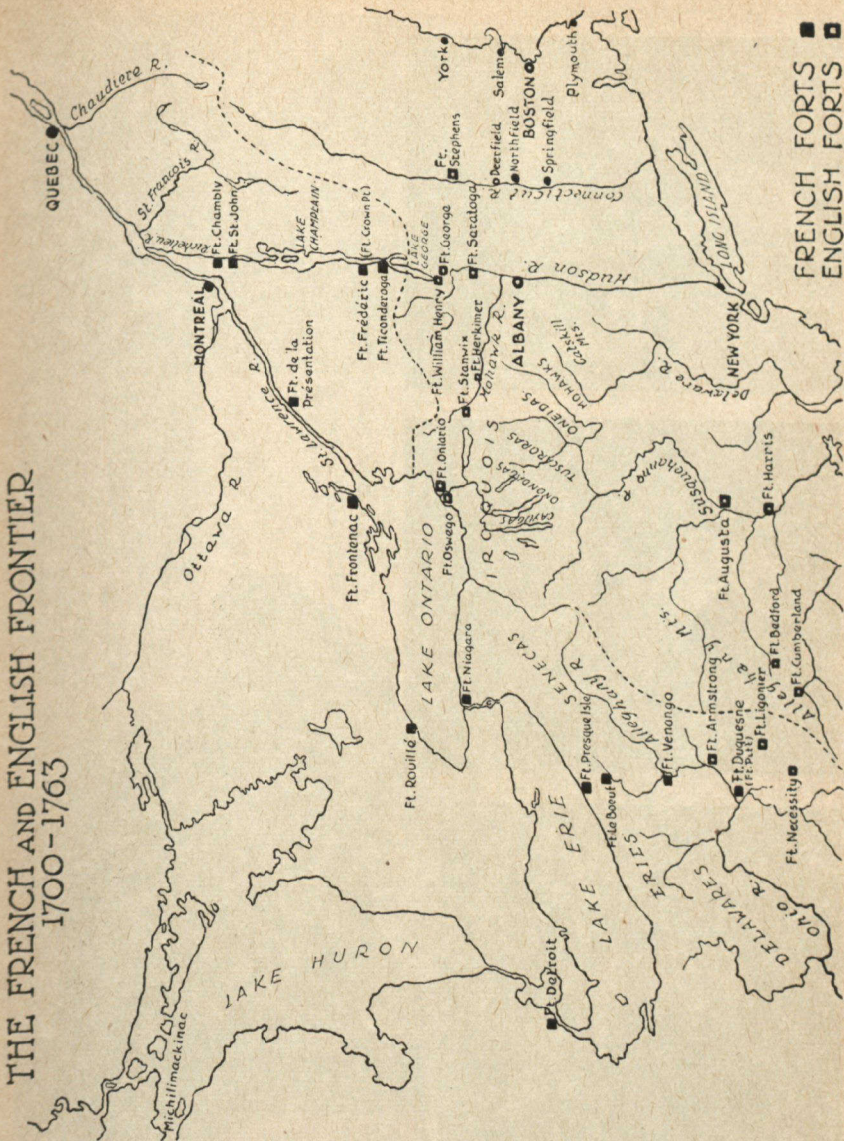 THE FRENCH AND ENGLISH FRONTIER
1700-1763
QUEBEC
Chaudiere R.
St. Francois R.
Richelieu R.
Ft. Chambly
Ft. St John
MONTREAL
LAKE
CHAMPLAIN
Ottawa R
Ft. de la
Présentation
St. Lawrence R.
Ft. Frédéric
(Ft. Crown Pt.)
Ft. Ticonderoga
LAKE
GEORGE
Ft. William Henry
Ft. George
Ft. Saratoga
Ft.
Stephens
York
Deerfield
Northfield
Salem
BOSTON
Springfield
Plymouth
Connecticut
R
Ft. Frontenac
Ft. Ontario
Ft. Oswego
Ft. Stanwix
Ft. Herkimer
Mohawk R.
ALBANY
Hudson R.
LONG ISLAND
NEW YORK
Catskill
Mts.
MOHAWKS
ONEIDAS
TUSCARORAS
ONONDAGAS
CAYUGAS
IROQUOIS
SENECAS
Delaware R.
Susquehanna R
LAKE ONTARIO
Ft. Rouillé
Ft. Niagara
Michilimackinac
LAKE HURON
Ft. Detroit
LAKE ERIE
Ft. Presque Isle
Ft. Le Boeuf
Alleghany R
Ft. Venango
ERIES
DELAWARES
Ohio R.
Ft. Armstrong
Ft. Duquesne
(Ft. Pitt)
Ft. Ligonier
Ft. Necessity
Ft. Bedford
Ft. Cumberland
Alleghany
Mts.
Ft. Augusta
Ft. Harris
FRENCH FORTS
ENGLISH FORTS